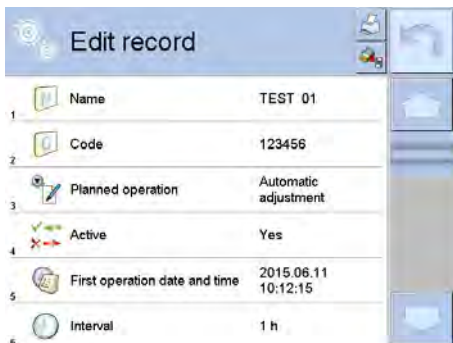 Edit record
1 Name TEST 01
2 Code 123456
3 Planned operation Automatic
adjustment
4 Active Yes
5 First operation date and time 2015.06.11
10:12:15
6 Interval 1 h